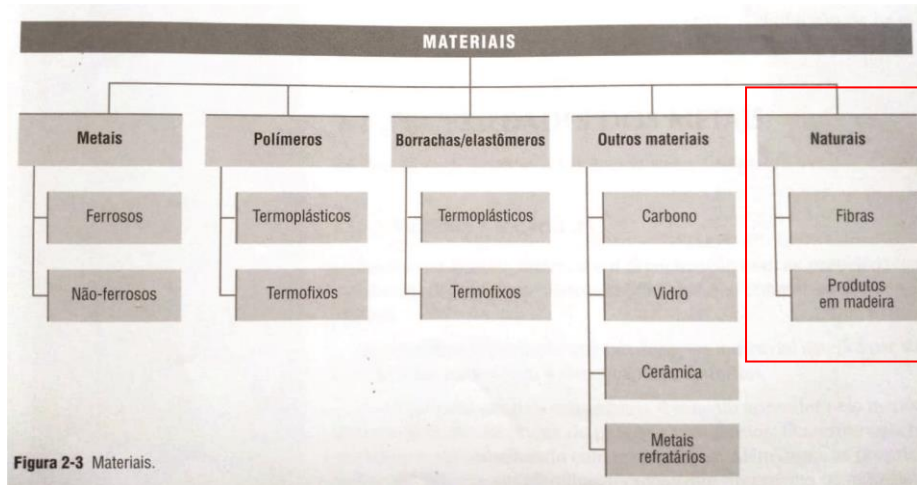 MATERIAIS
Metais
Ferrosos
Não-ferrosos
Polímeros
Termoplásticos
Termofixos
Borrachas/elastômeros
Termoplásticos
Termofixos
Outros materiais
Carbono
Vidro
Cerâmica
Metais
refratários
Naturais
Fibras
Produtos
em madeira
Figura 2-3 Materiais.